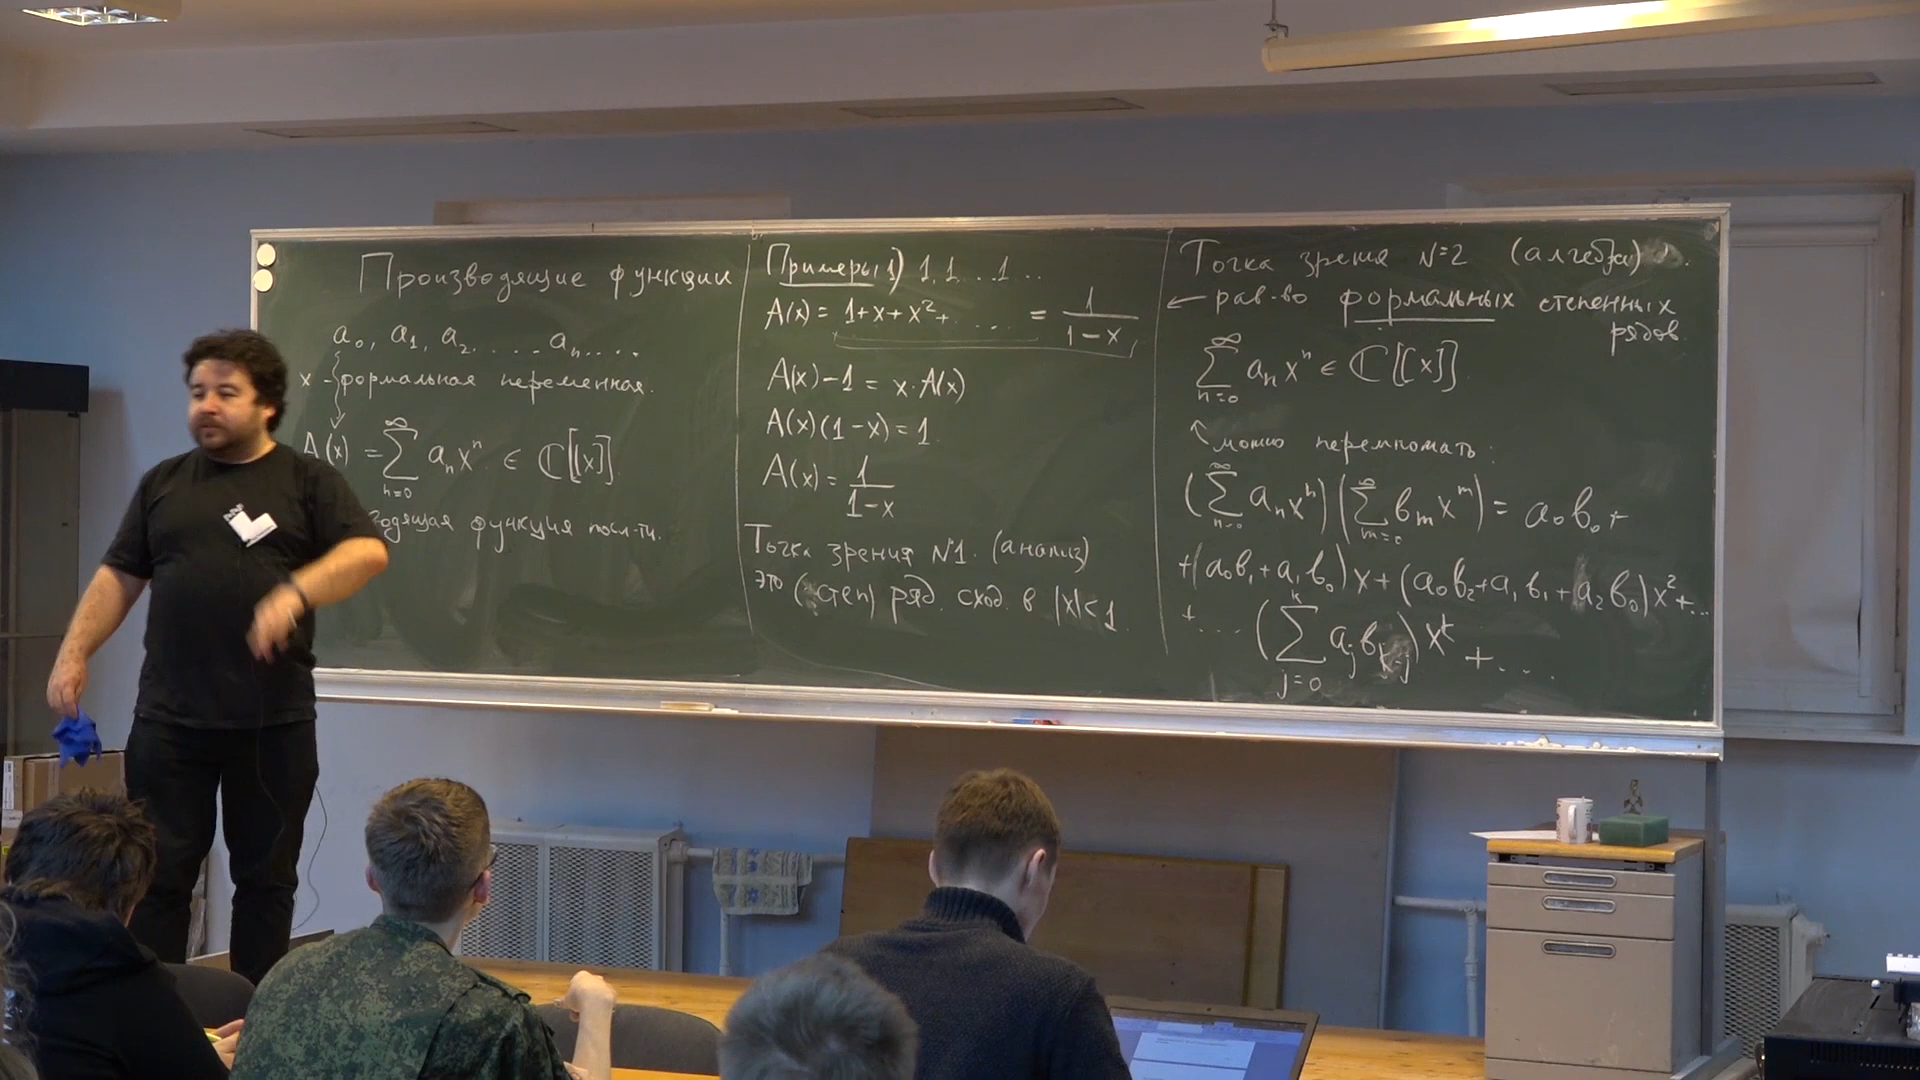 Производящие функции
a₀, a₁, a₂ . . . . . aₙ . . . .
x - формальная переменная.
A(x) = ∑_{n=0}^{∞} aₙxⁿ ∈ ℂ[[x]]
функция посл-ти.
Примеры 1) 1, 1 . . . 1 . . .
A(x) = 1+x+x²+ . . . . = 1/(1-x)
A(x)-1 = x·A(x)
A(x)(1-x) = 1.
A(x) = 1/(1-x)
Точка зрения №1. (анализ)
это (степ) ряд. сход. в |x|<1
Точка зрения №2 (алгебра)
← рав-во формальных степенных
рядов.
∑_{n=0}^{∞} aₙxⁿ ∈ ℂ[[x]].
можно перемножать:
(∑_{n=0}^{∞} aₙxⁿ)(∑_{m=0}^{∞} bₘxᵐ) = a₀b₀+
+(a₀b₁+a₁b₀)x+(a₀b₂+a₁b₁+a₂b₀)x²+...
+ . . . . (∑_{j=0}^{k} a_j b_{k-j})xᵏ + . . .